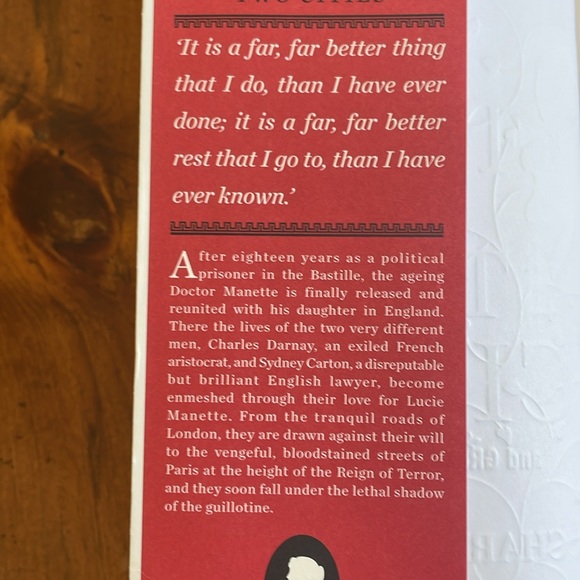 TWO CITIES
'It is a far, far better thing
that I do, than I have ever
done; it is a far, far better
rest that I go to, than I have
ever known.'
After eighteen years as a political
prisoner in the Bastille, the ageing
Doctor Manette is finally released and
reunited with his daughter in England.
There the lives of the two very different
men, Charles Darnay, an exiled French
aristocrat, and Sydney Carton, a disreputable
but brilliant English lawyer, become
enmeshed through their love for Lucie
Manette. From the tranquil roads of
London, they are drawn against their will
to the vengeful, bloodstained streets of
Paris at the height of the Reign of Terror,
and they soon fall under the lethal shadow
of the guillotine.